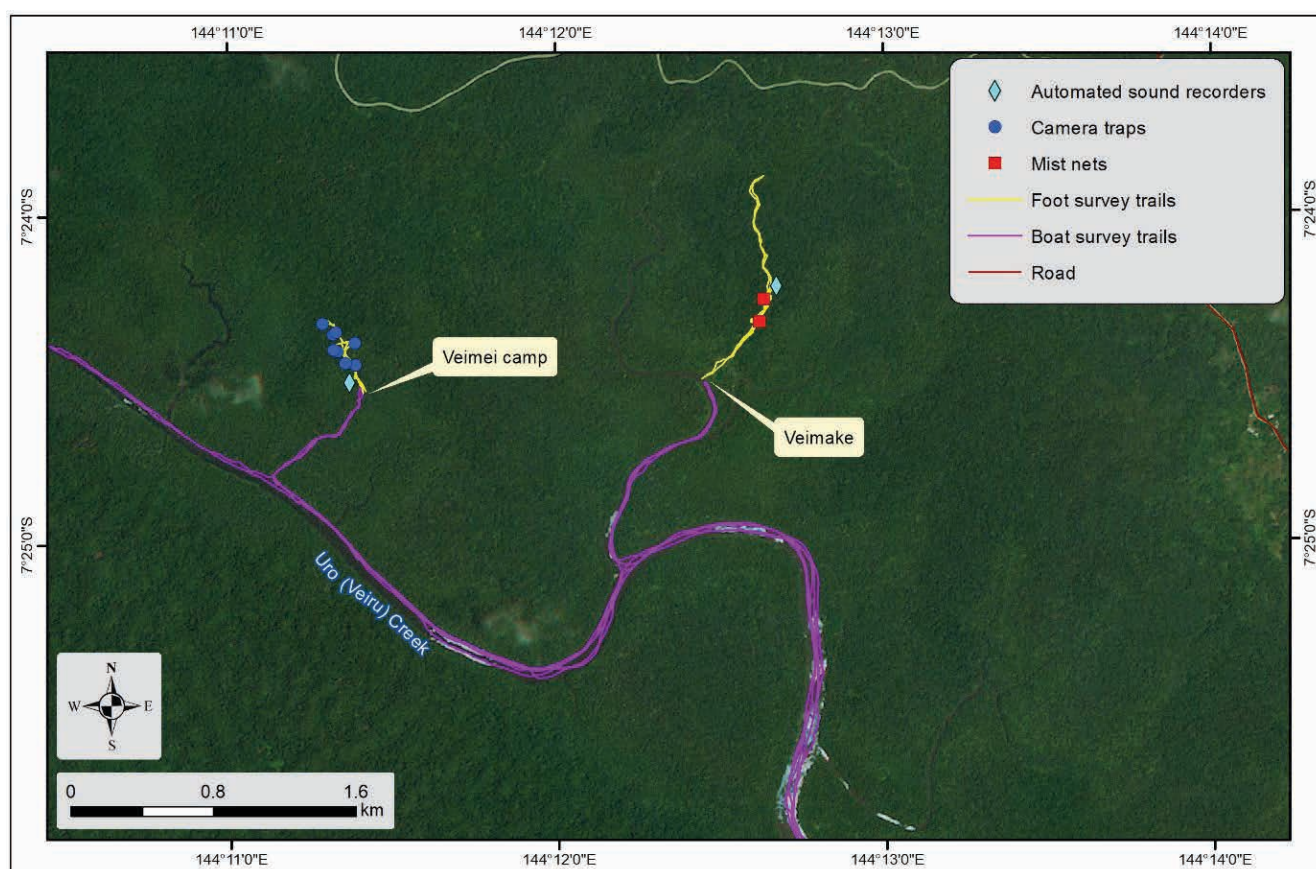 144°11'0"E
144°12'0"E
144°13'0"E
144°14'0"E
Automated sound recorders
Camera traps
Mist nets
Foot survey trails
Boat survey trails
Road
7°24'0"S
7°24'0"S
Veimei camp
Veimake
7°25'0"S
7°25'0"S
Uro (Veiru) Creek
N
W
E
S
0
0.8
1.6
km
144°11'0"E
144°12'0"E
144°13'0"E
144°14'0"E